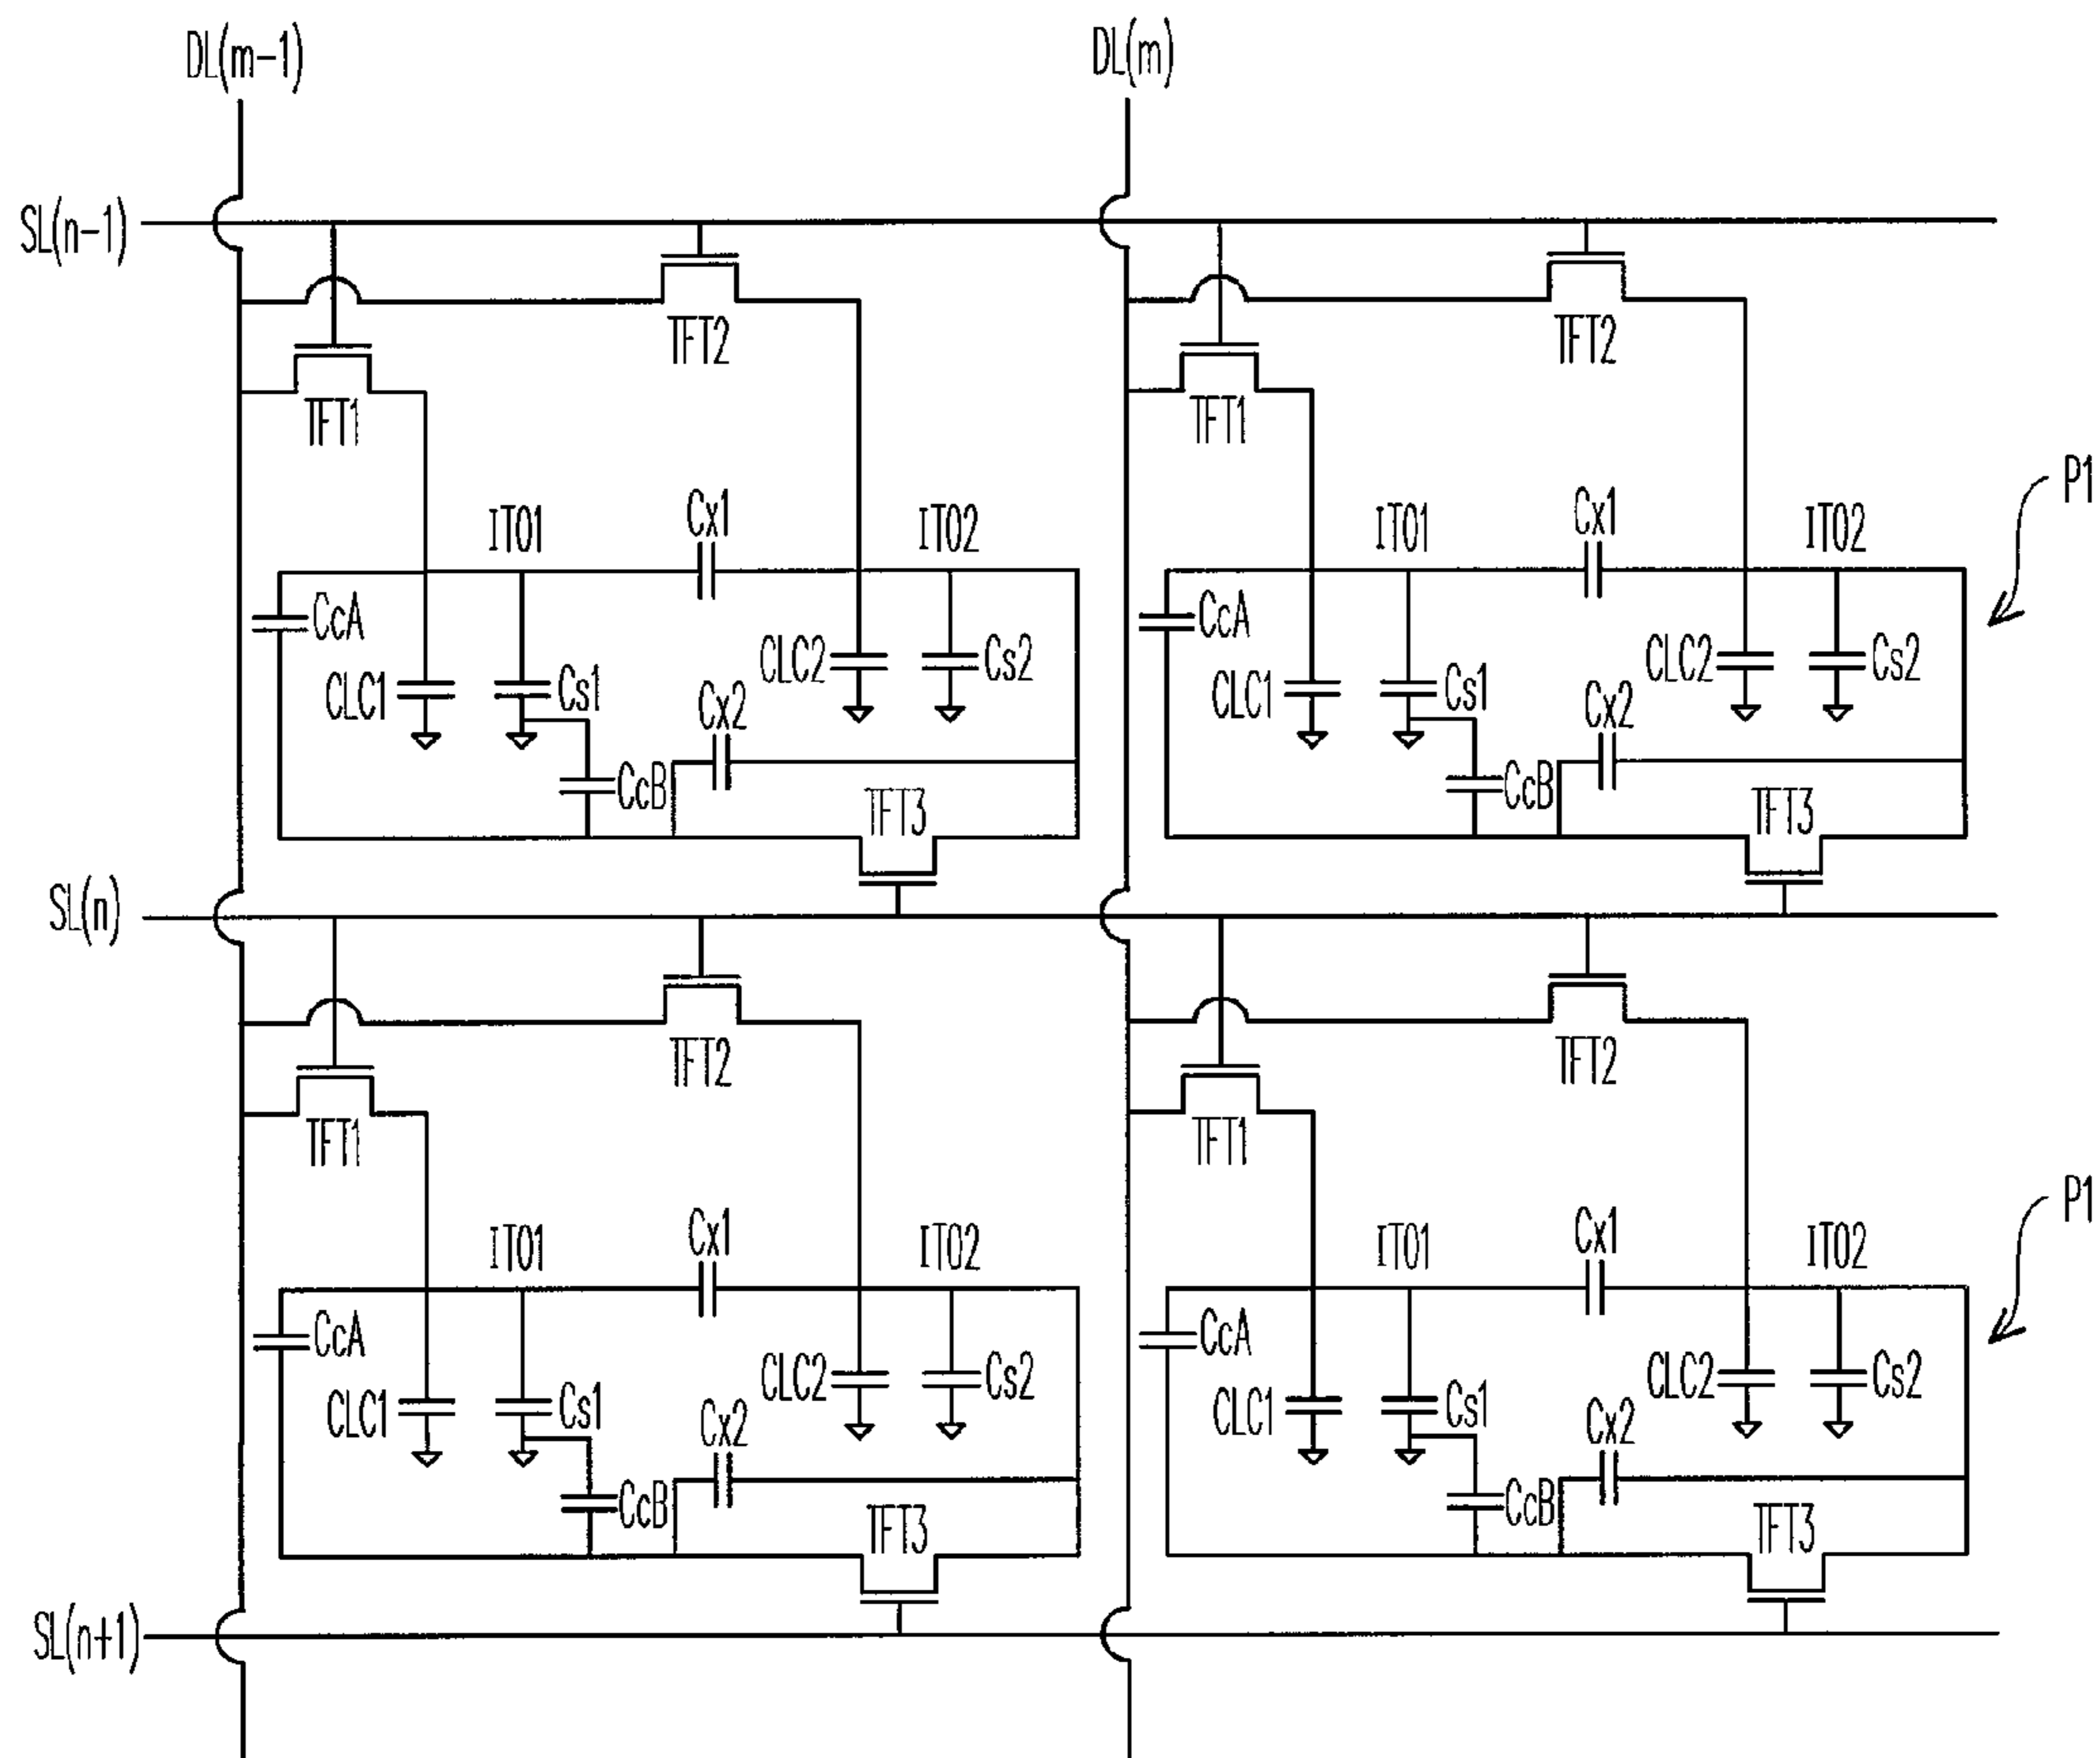 DL(m-1)
DL(m)
SL(n-1)
TFT2
TFT2
TFT1
TFT1
P1
ITO1
Cx1
ITO2
ITO1
Cx1
ITO2
CcA
CLC2
Cs2
CcA
CLC2
Cs2
CLC1
Cs1
Cx2
CLC1
Cs1
Cx2
CcB
TFT3
CcB
TFT3
SL(n)
TFT2
TFT2
TFT1
TFT1
P1
ITO1
Cx1
ITO2
ITO1
Cx1
ITO2
CcA
CLC2
Cs2
CcA
CLC2
Cs2
CLC1
Cs1
Cx2
CLC1
Cs1
Cx2
CcB
TFT3
CcB
TFT3
SL(n+1)